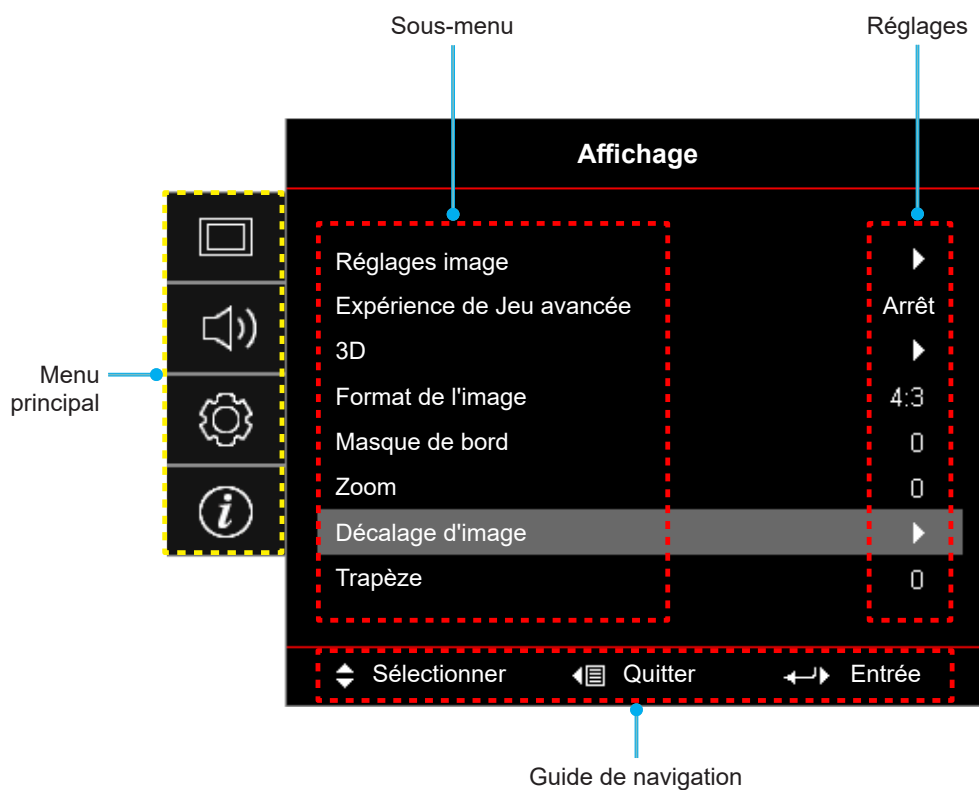 Sous-menu
Réglages
Affichage
Menu
principal
Réglages image
Expérience de Jeu avancée Arrêt
3D
Format de l'image 4:3
Masque de bord 0
Zoom 0
Décalage d'image
Trapèze 0
Sélectionner Quitter Entrée
Guide de navigation